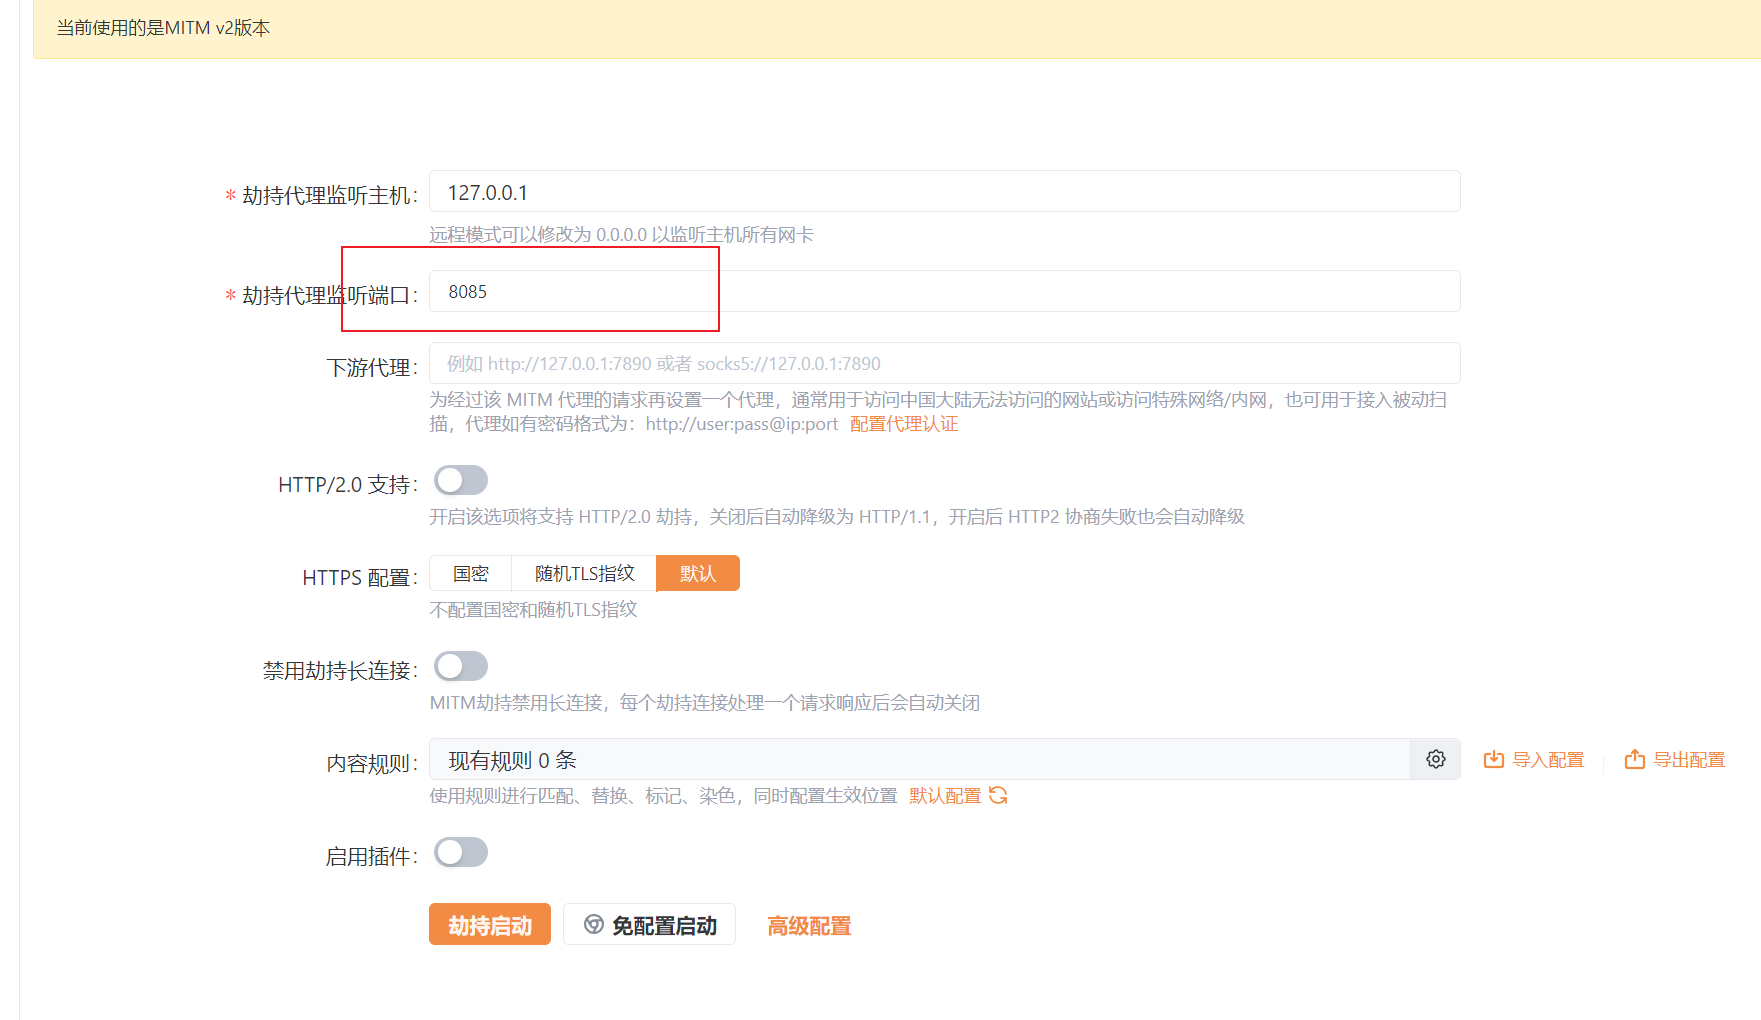 当前使用的是MITM v2版本
* 劫持代理监听主机: 127.0.0.1
远程模式可以修改为 0.0.0.0 以监听主机所有网卡
* 劫持代理监听端口: 8085
下游代理: 例如 http://127.0.0.1:7890 或者 socks5://127.0.0.1:7890
为经过该 MITM 代理的请求再设置一个代理，通常用于访问中国大陆无法访问的网站或访问特殊网络/内网，也可用于接入被动扫
描，代理如有密码格式为：http://user:pass@ip:port 配置代理认证
HTTP/2.0 支持:
开启该选项将支持 HTTP/2.0 劫持，关闭后自动降级为 HTTP/1.1，开启后 HTTP2 协商失败也会自动降级
HTTPS 配置: 国密 随机TLS指纹 默认
不配置国密和随机TLS指纹
禁用劫持长连接:
MITM劫持禁用长连接，每个劫持连接处理一个请求响应后会自动关闭
内容规则: 现有规则 0 条 导入配置 导出配置
使用规则进行匹配、替换、标记、染色，同时配置生效位置 默认配置
启用插件:
劫持启动 免配置启动 高级配置